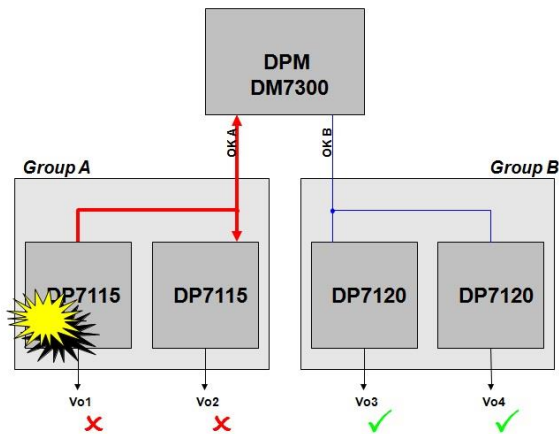 DPM
DM7300
OK A
OK B
Group A
Group B
DP7115
DP7115
DP7120
DP7120
Vo1
Vo2
Vo3
Vo4